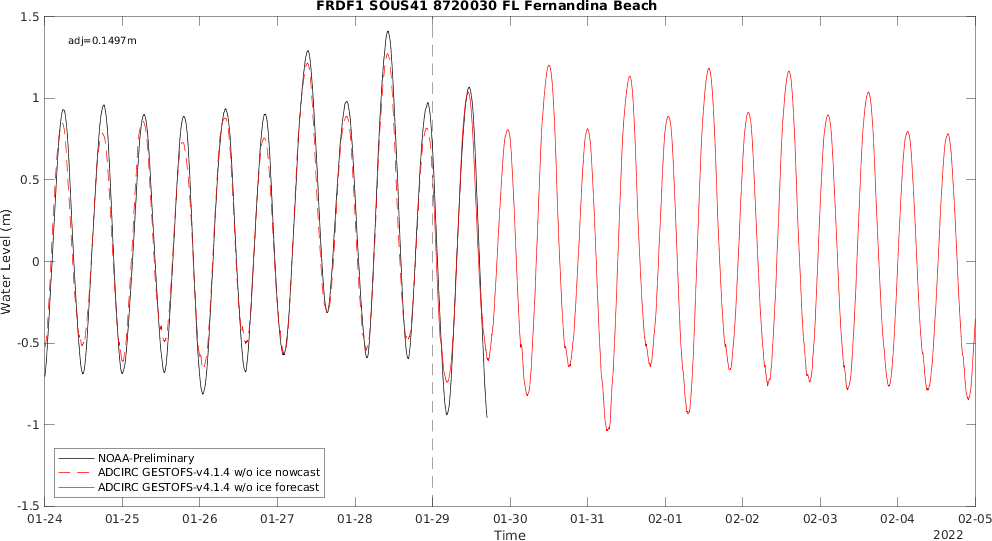 FRDF1 SOUS41 8720030 FL Fernandina Beach
adj=0.1497m
Water Level (m)
1.5
1
0.5
0
-0.5
-1
-1.5
NOAA-Preliminary
ADCIRC GESTOFS-v4.1.4 w/o ice nowcast
ADCIRC GESTOFS-v4.1.4 w/o ice forecast
01-24 01-25 01-26 01-27 01-28 01-29 01-30 01-31 02-01 02-02 02-03 02-04 02-05
Time
2022